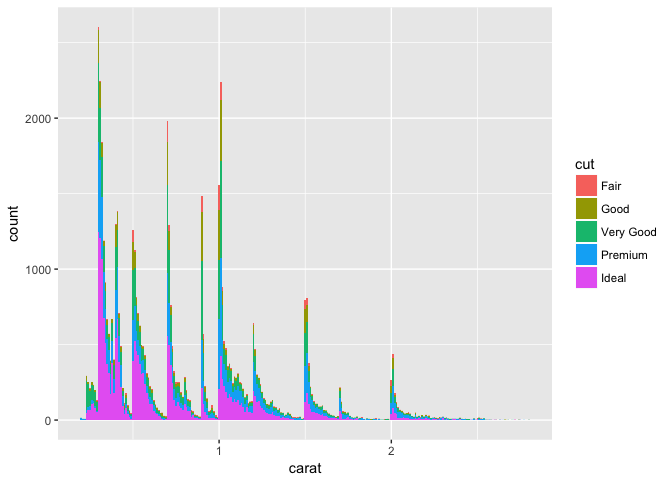 2000
1000
0
count
1
2
carat
cut
Fair
Good
Very Good
Premium
Ideal